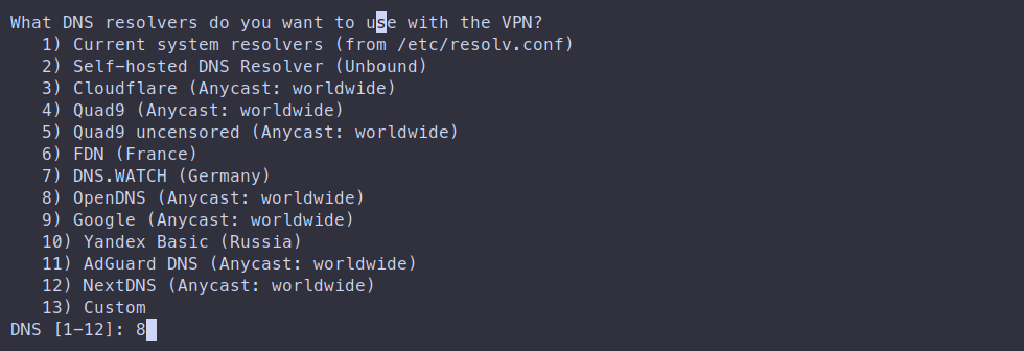 What DNS resolvers do you want to use with the VPN?
1) Current system resolvers (from /etc/resolv.conf)
2) Self-hosted DNS Resolver (Unbound)
3) Cloudflare (Anycast: worldwide)
4) Quad9 (Anycast: worldwide)
5) Quad9 uncensored (Anycast: worldwide)
6) FDN (France)
7) DNS.WATCH (Germany)
8) OpenDNS (Anycast: worldwide)
9) Google (Anycast: worldwide)
10) Yandex Basic (Russia)
11) AdGuard DNS (Anycast: worldwide)
12) NextDNS (Anycast: worldwide)
13) Custom
DNS [1-12]: 8